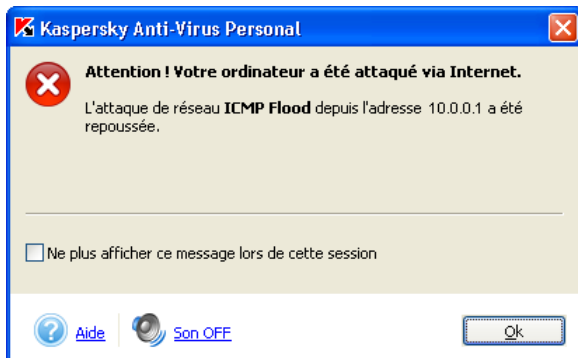 Kaspersky Anti-Virus Personal
Attention ! Votre ordinateur a été attaqué via Internet.
L'attaque de réseau ICMP Flood depuis l'adresse 10.0.0.1 a été
repoussée.
Ne plus afficher ce message lors de cette session
Aide
Son OFF
Ok